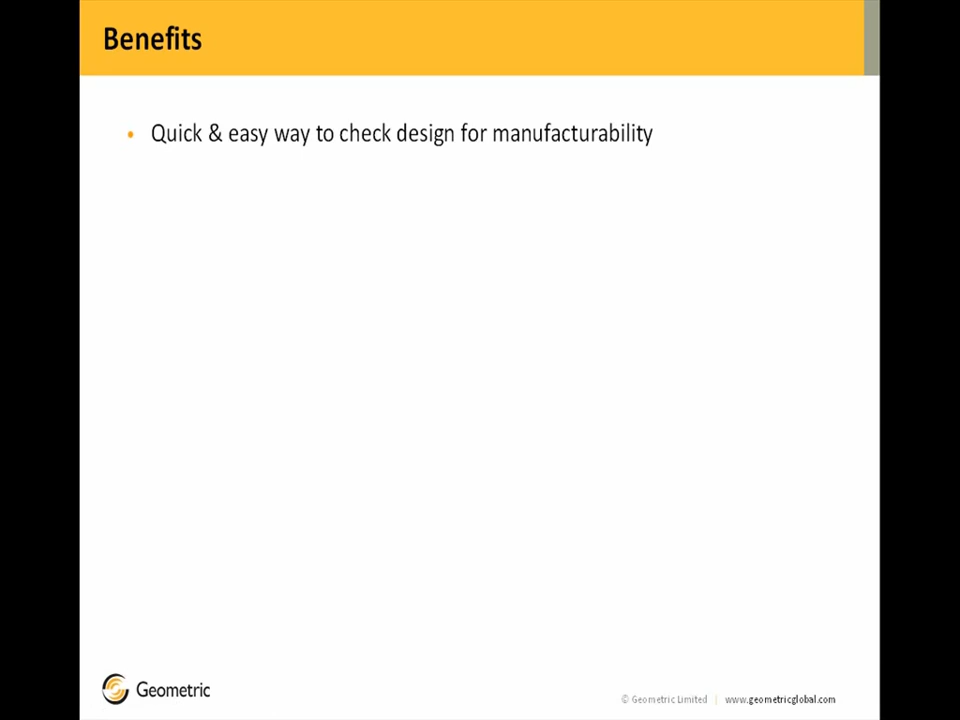 Benefits
• Quick & easy way to check design for manufacturability
Geometric
© Geometric Limited | www.geometricglobal.com